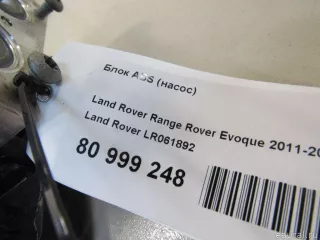 Блок ABS (насос)
Land Rover Range Rover Evoque 2011-20
Land Rover LR061892
80 999 248